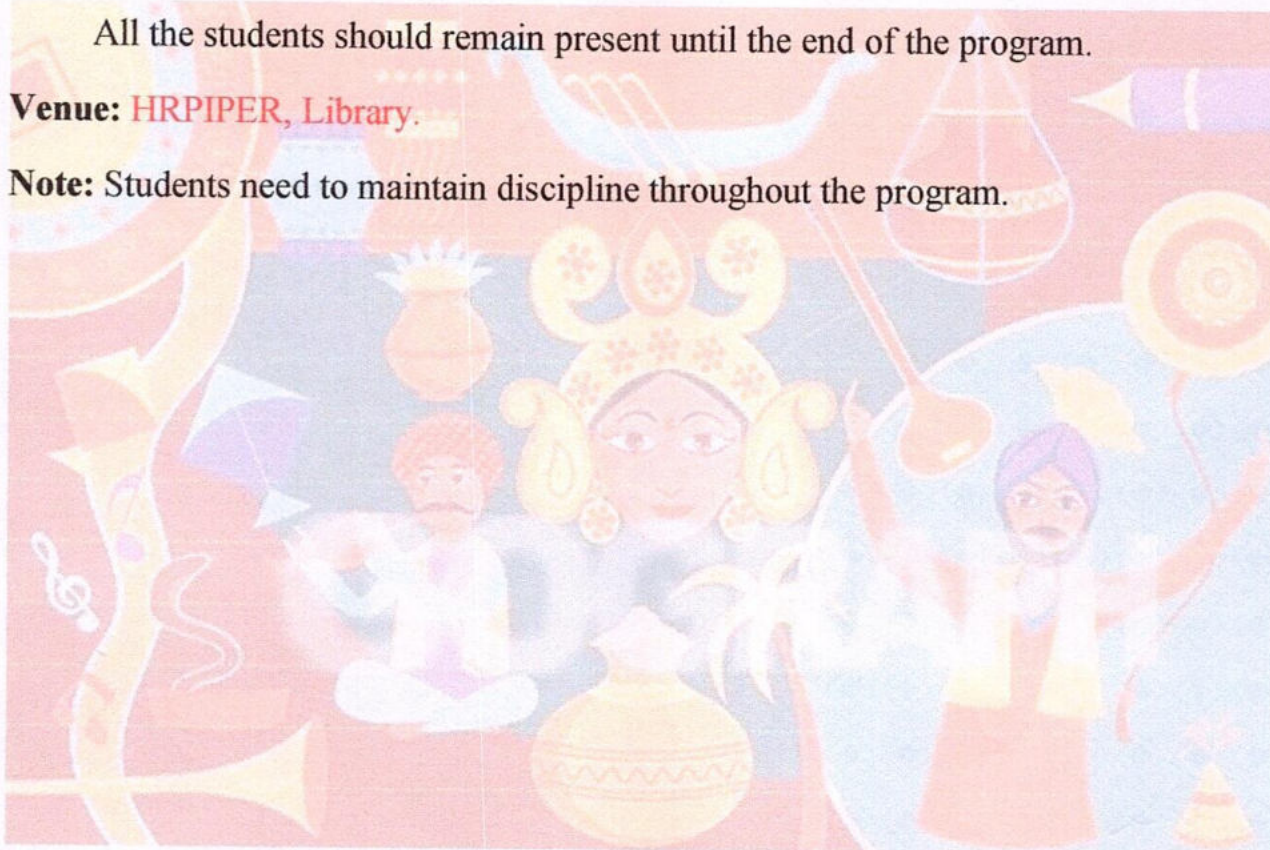 All the students should remain present until the end of the program.
Venue: HRPIPER, Library.
Note: Students need to maintain discipline throughout the program.